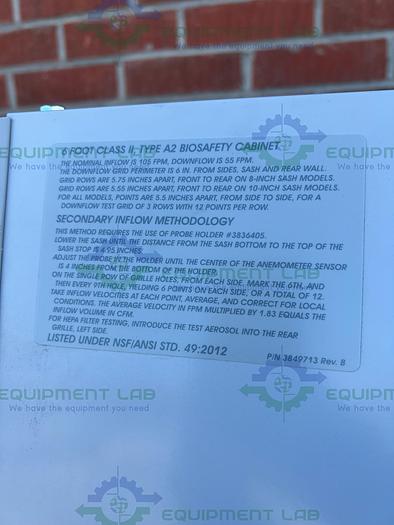 6 FOOT CLASS II, TYPE A2 BIOSAFETY CABINET
THE NOMINAL INFLOW IS 105 FPM, DOWNFLOW IS 55 FPM.
THE DOWNFLOW GRID PERIMETER IS 6 IN. FROM SIDES, SASH AND REAR WALL.
GRID ROWS ARE 5.75 INCHES APART, FRONT TO REAR ON 8-INCH SASH MODELS.
GRID ROWS ARE 5.55 INCHES APART, FRONT TO REAR ON 10-INCH SASH MODELS.
FOR ALL MODELS, POINTS ARE 5.5 INCHES APART, FROM SIDE TO SIDE, FOR A
DOWNFLOW TEST GRID OF 3 ROWS WITH 12 POINTS PER ROW.
SECONDARY INFLOW METHODOLOGY
THIS METHOD REQUIRES THE USE OF PROBE HOLDER #3836405.
LOWER THE SASH UNTIL THE DISTANCE FROM THE SASH BOTTOM TO THE TOP OF THE
SASH STOP IS 4.95 INCHES.
ADJUST THE PROBE IN THE HOLDER UNTIL THE CENTER OF THE ANEMOMETER SENSOR
IS 4 INCHES FROM THE BOTTOM OF THE HOLDER.
ON THE SINGLE ROW OF GRILLE HOLES, FROM EACH SIDE, MARK THE 6TH, AND
THEN EVERY 9TH HOLE, YIELDING 6 POINTS ON EACH SIDE, OR A TOTAL OF 12.
TAKE INFLOW VELOCITIES AT EACH POINT, AVERAGE, AND CORRECT FOR LOCAL
CONDITIONS. THE AVERAGE VELOCITY IN FPM MULTIPLIED BY 1.83 EQUALS THE
INFLOW VOLUME IN CFM.
FOR HEPA FILTER TESTING, INTRODUCE THE TEST AEROSOL INTO THE REAR
GRILLE, LEFT SIDE.
LISTED UNDER NSF/ANSI STD. 49:2012
P/N 3849713 Rev. B
EQUIPMENT LAB
We have the equipment you need